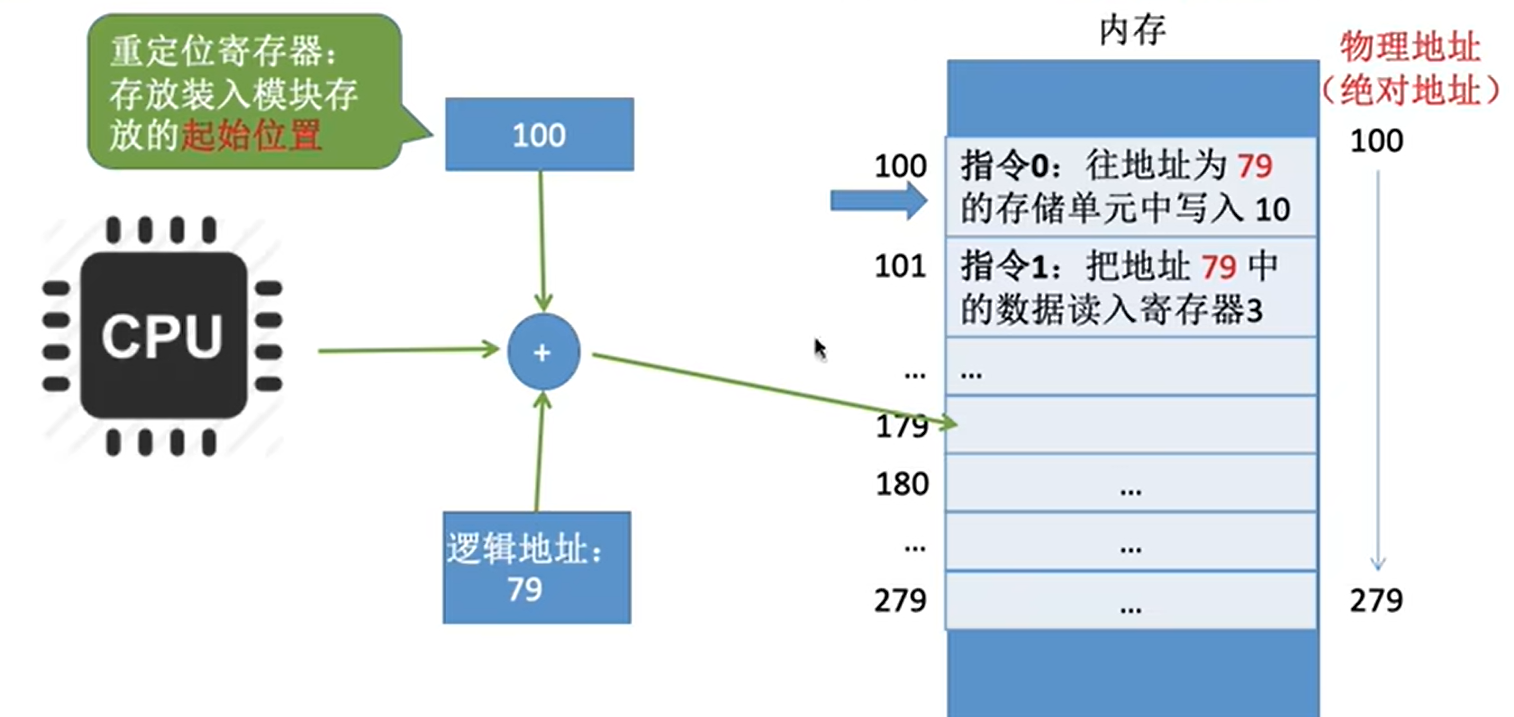 重定位寄存器：
存放装入模块存
放的起始位置
100
CPU
+
逻辑地址：
79
内存
物理地址
（绝对地址）
100
100
指令0：往地址为 79
的存储单元中写入 10
101
指令1：把地址 79 中
的数据读入寄存器3
... ...
179
180 ...
... ...
279 ...
279